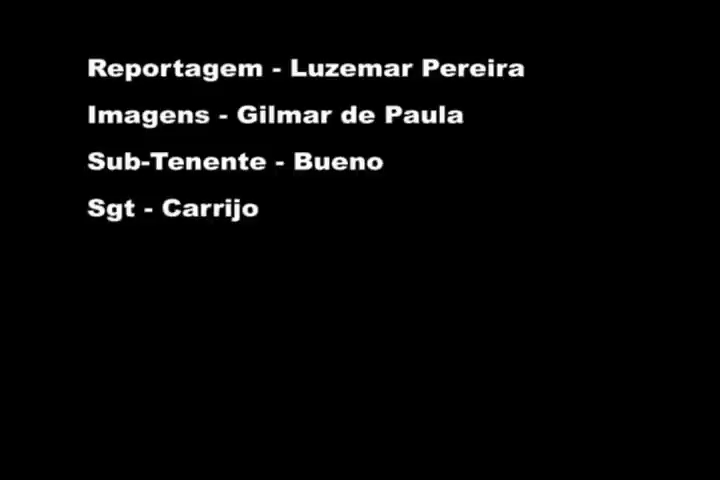 Reportagem - Luzemar Pereira
Imagens - Gilmar de Paula
Sub-Tenente - Bueno
Sgt - Carrijo